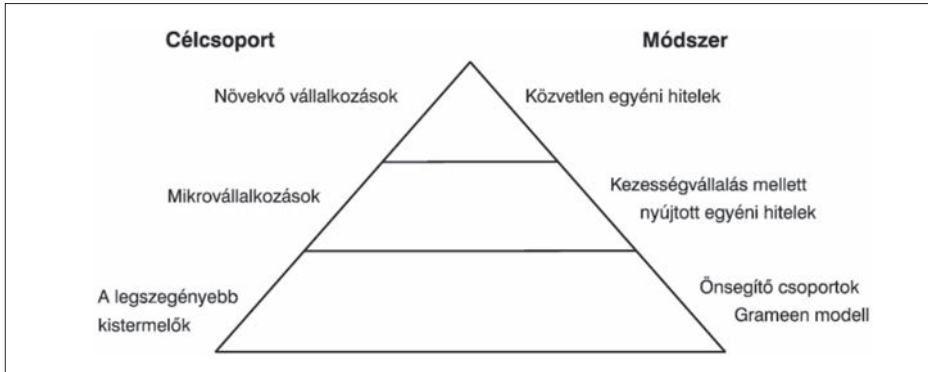 Célcsoport
Módszer
Növekvő vállalkozások
Közvetlen egyéni hitelek
Mikrovállalkozások
Kezességvállalás mellett
nyújtott egyéni hitelek
A legszegényebb
kistermelők
Önsegítő csoportok
Grameen modell